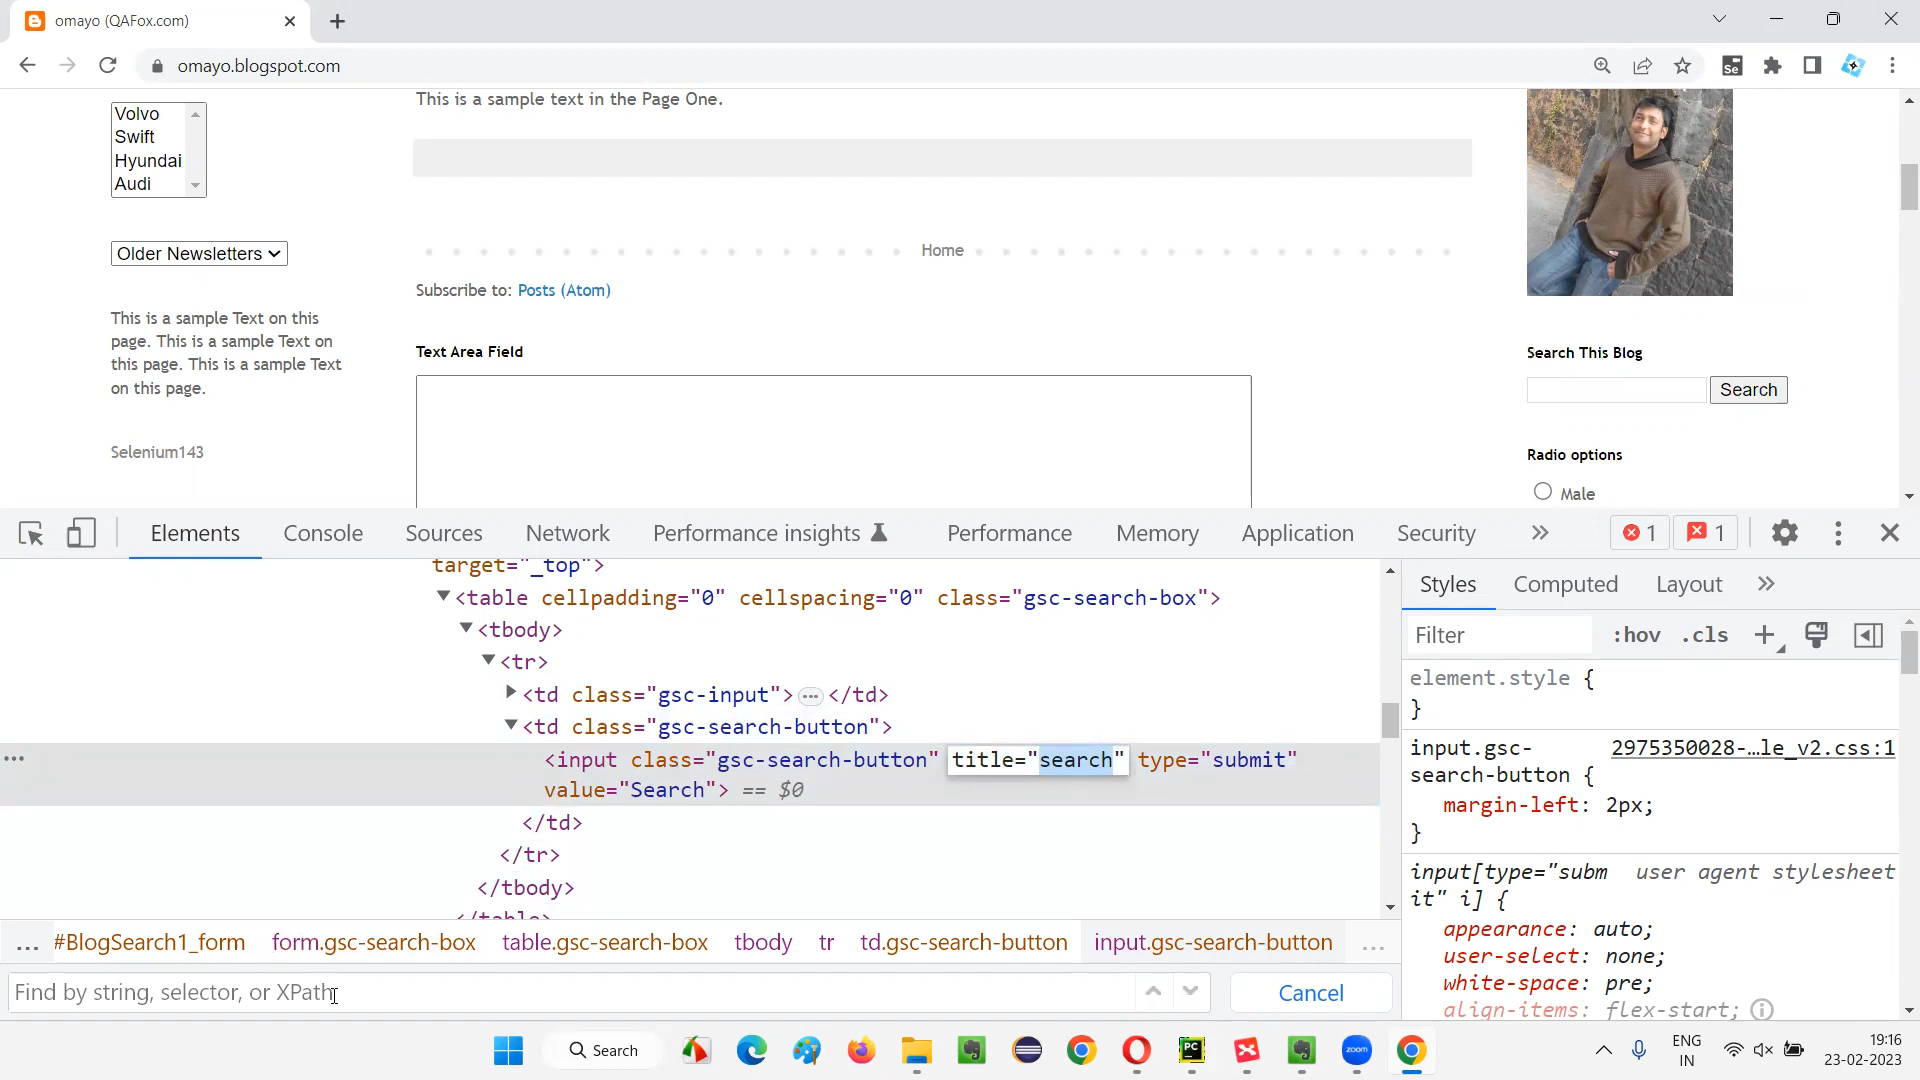 omayo (QAFox.com)
omayo.blogspot.com
This is a sample text in the Page One.
Volvo
Swift
Hyundai
Audi
Older Newsletters
Home
Subscribe to: Posts (Atom)
This is a sample Text on this
page. This is a sample Text on
this page. This is a sample Text
on this page.
Selenium143
Text Area Field
Search This Blog
Search
Radio options
Male
Elements
Console
Sources
Network
Performance insights
Performance
Memory
Application
Security
1
1
target="_top">
<table cellpadding="0" cellspacing="0" class="gsc-search-box">
<tbody>
<tr>
<td class="gsc-input"> … </td>
<td class="gsc-search-button">
<input class="gsc-search-button" title="search" type="submit"
value="Search"> == $0
</td>
</tr>
</tbody>
</table>
Styles
Computed
Layout
Filter
:hov
.cls
element.style {
}
input.gsc- 2975350028-…le_v2.css:1
search-button {
margin-left: 2px;
}
input[type="subm user agent stylesheet
it" i] {
appearance: auto;
user-select: none;
white-space: pre;
align-items: flex-start;
... #BlogSearch1_form form.gsc-search-box table.gsc-search-box tbody tr td.gsc-search-button input.gsc-search-button ...
Find by string, selector, or XPath
Cancel
Search
Se
PC
zoom
ENG
IN
19:16
23-02-2023